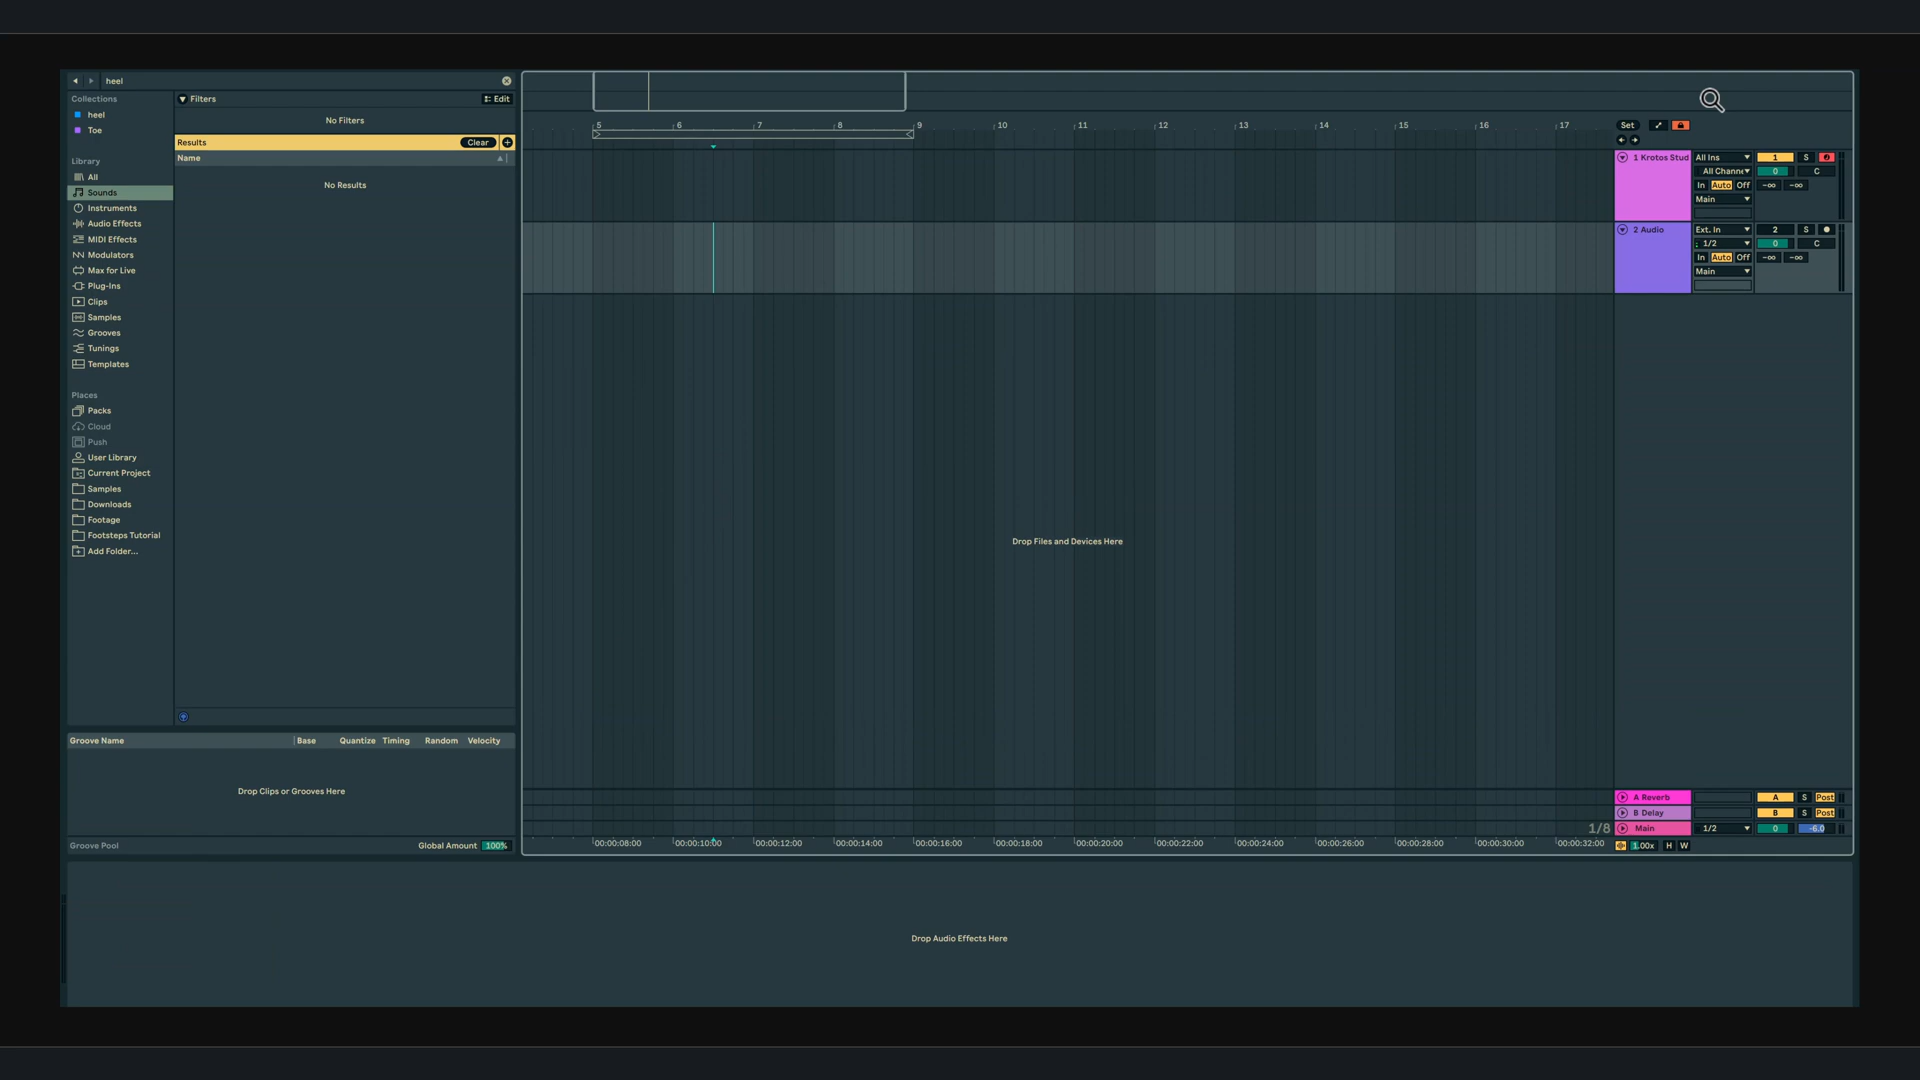 heel
Collections
heel
Toe
Library
All
Sounds
Instruments
Audio Effects
MIDI Effects
Modulators
Max for Live
Plug-Ins
Clips
Samples
Grooves
Tunings
Templates
Places
Packs
Cloud
Push
User Library
Current Project
Samples
Downloads
Footage
Footsteps Tutorial
Add Folder...
Filters Edit
No Filters
Results Clear
Name
No Results
Groove Name Base Quantize Timing Random Velocity
Drop Clips or Grooves Here
Groove Pool Global Amount 100%
5 6 7 8 9 10 11 12 13 14 15 16 17
Set
1 Krotos Stud All Ins 1 S
All Channe 0 C
In Auto Off -∞ -∞
Main
2 Audio Ext. In 2 S
1/2 0 C
In Auto Off -∞ -∞
Main
Drop Files and Devices Here
A Reverb A S Post
B Delay B S Post
1/8 Main 1/2 0 -6.0
00:00:08:00 00:00:10:00 00:00:12:00 00:00:14:00 00:00:16:00 00:00:18:00 00:00:20:00 00:00:22:00 00:00:24:00 00:00:26:00 00:00:28:00 00:00:30:00 00:00:32:00
1.00x H W
Drop Audio Effects Here